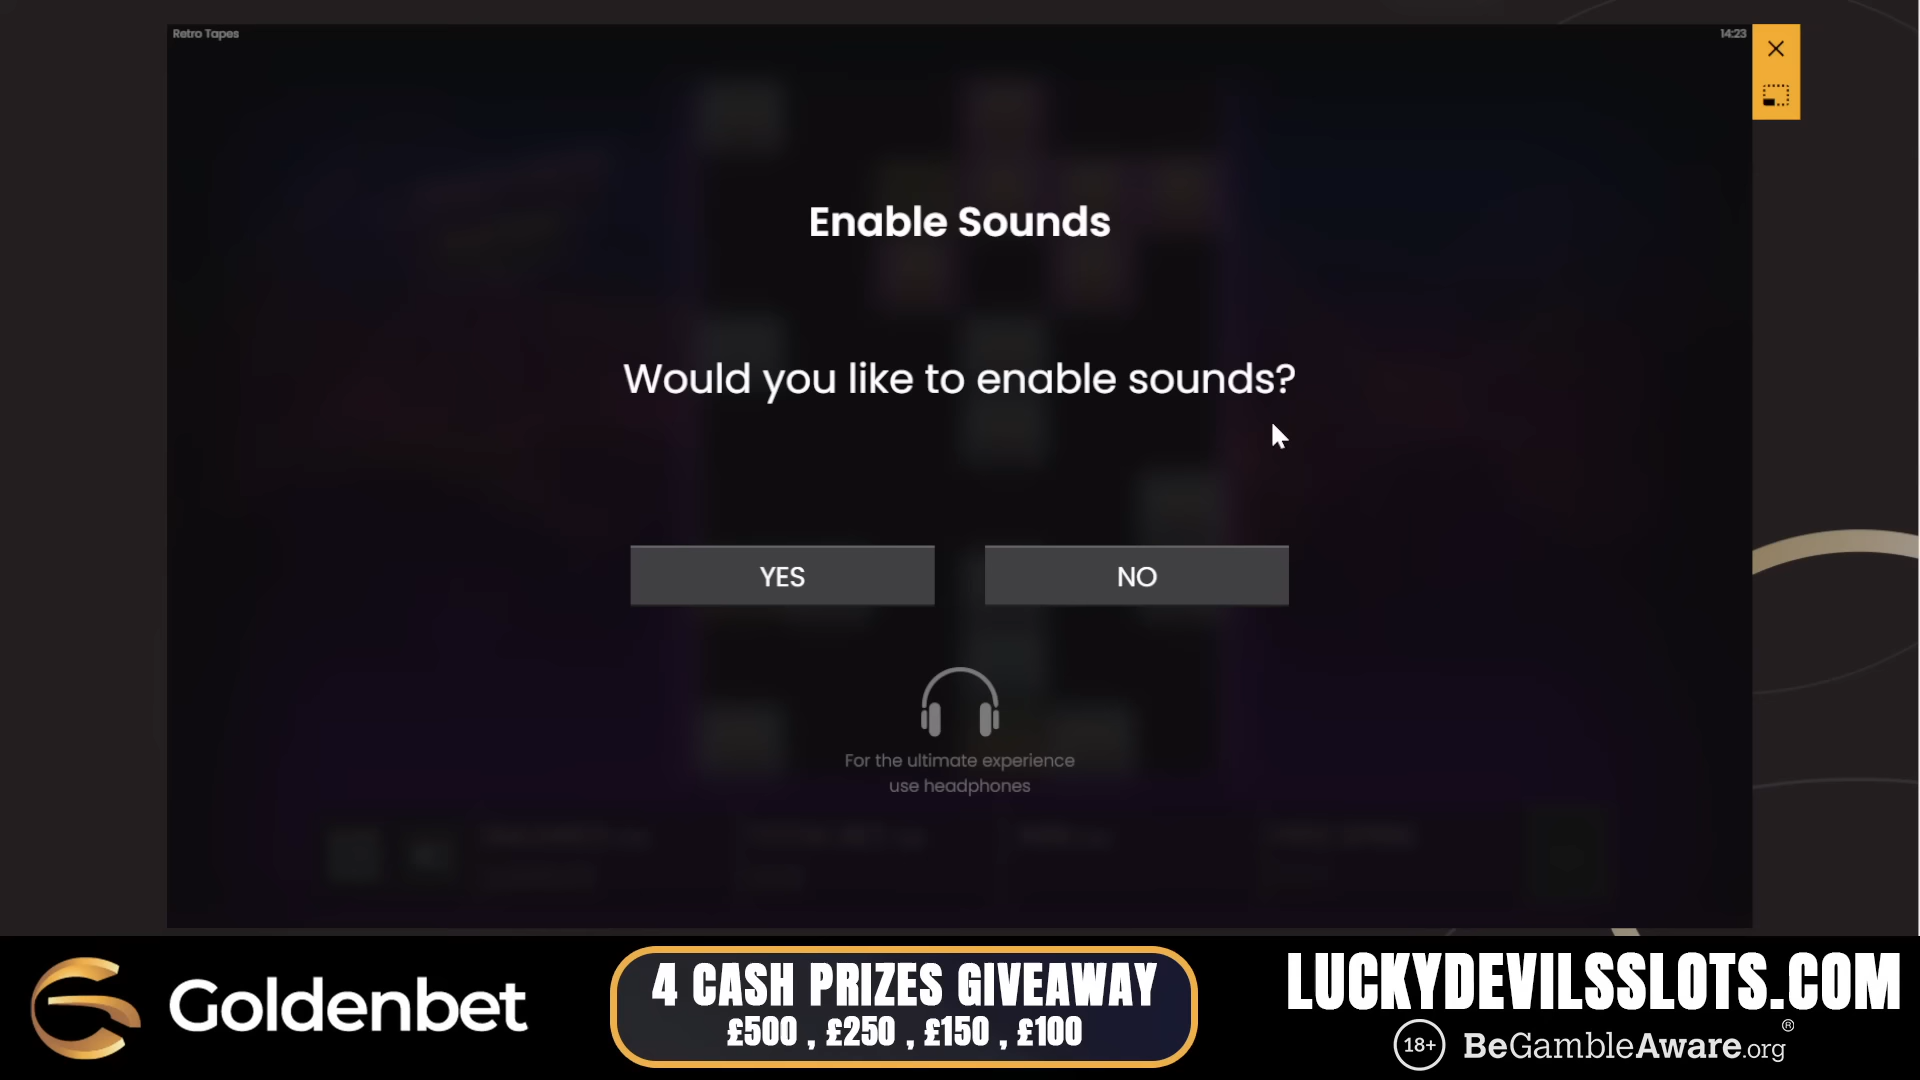 Retro Tapes
14:23
Enable Sounds
Would you like to enable sounds?
YES
NO
For the ultimate experience
use headphones
Goldenbet
4 CASH PRIZES GIVEAWAY
£500 , £250 , £150 , £100
LUCKYDEVILSSLOTS.COM
18+
BeGambleAware.org®